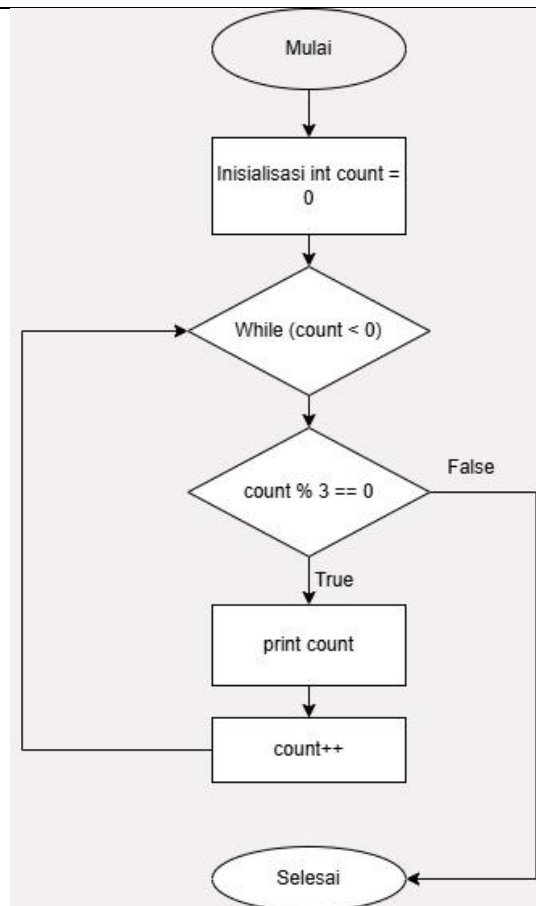 Mulai
Inisialisasi int count =
0
While (count < 0)
count % 3 == 0
False
True
print count
count++
Selesai